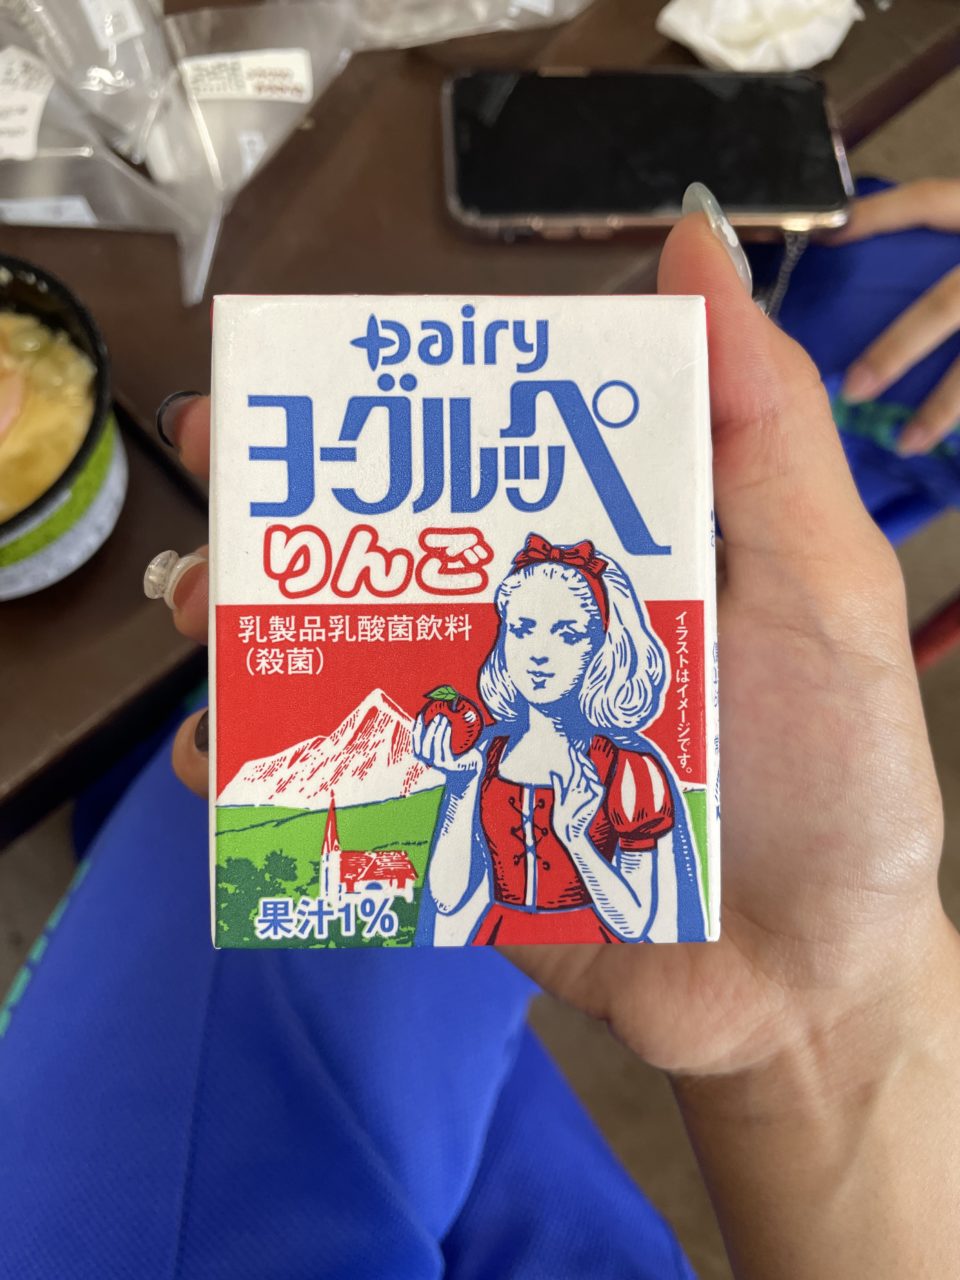 Dairy
ヨーグルッペ
りんご
乳製品乳酸菌飲料
(殺菌)
イラストはイメージです。
果汁1%